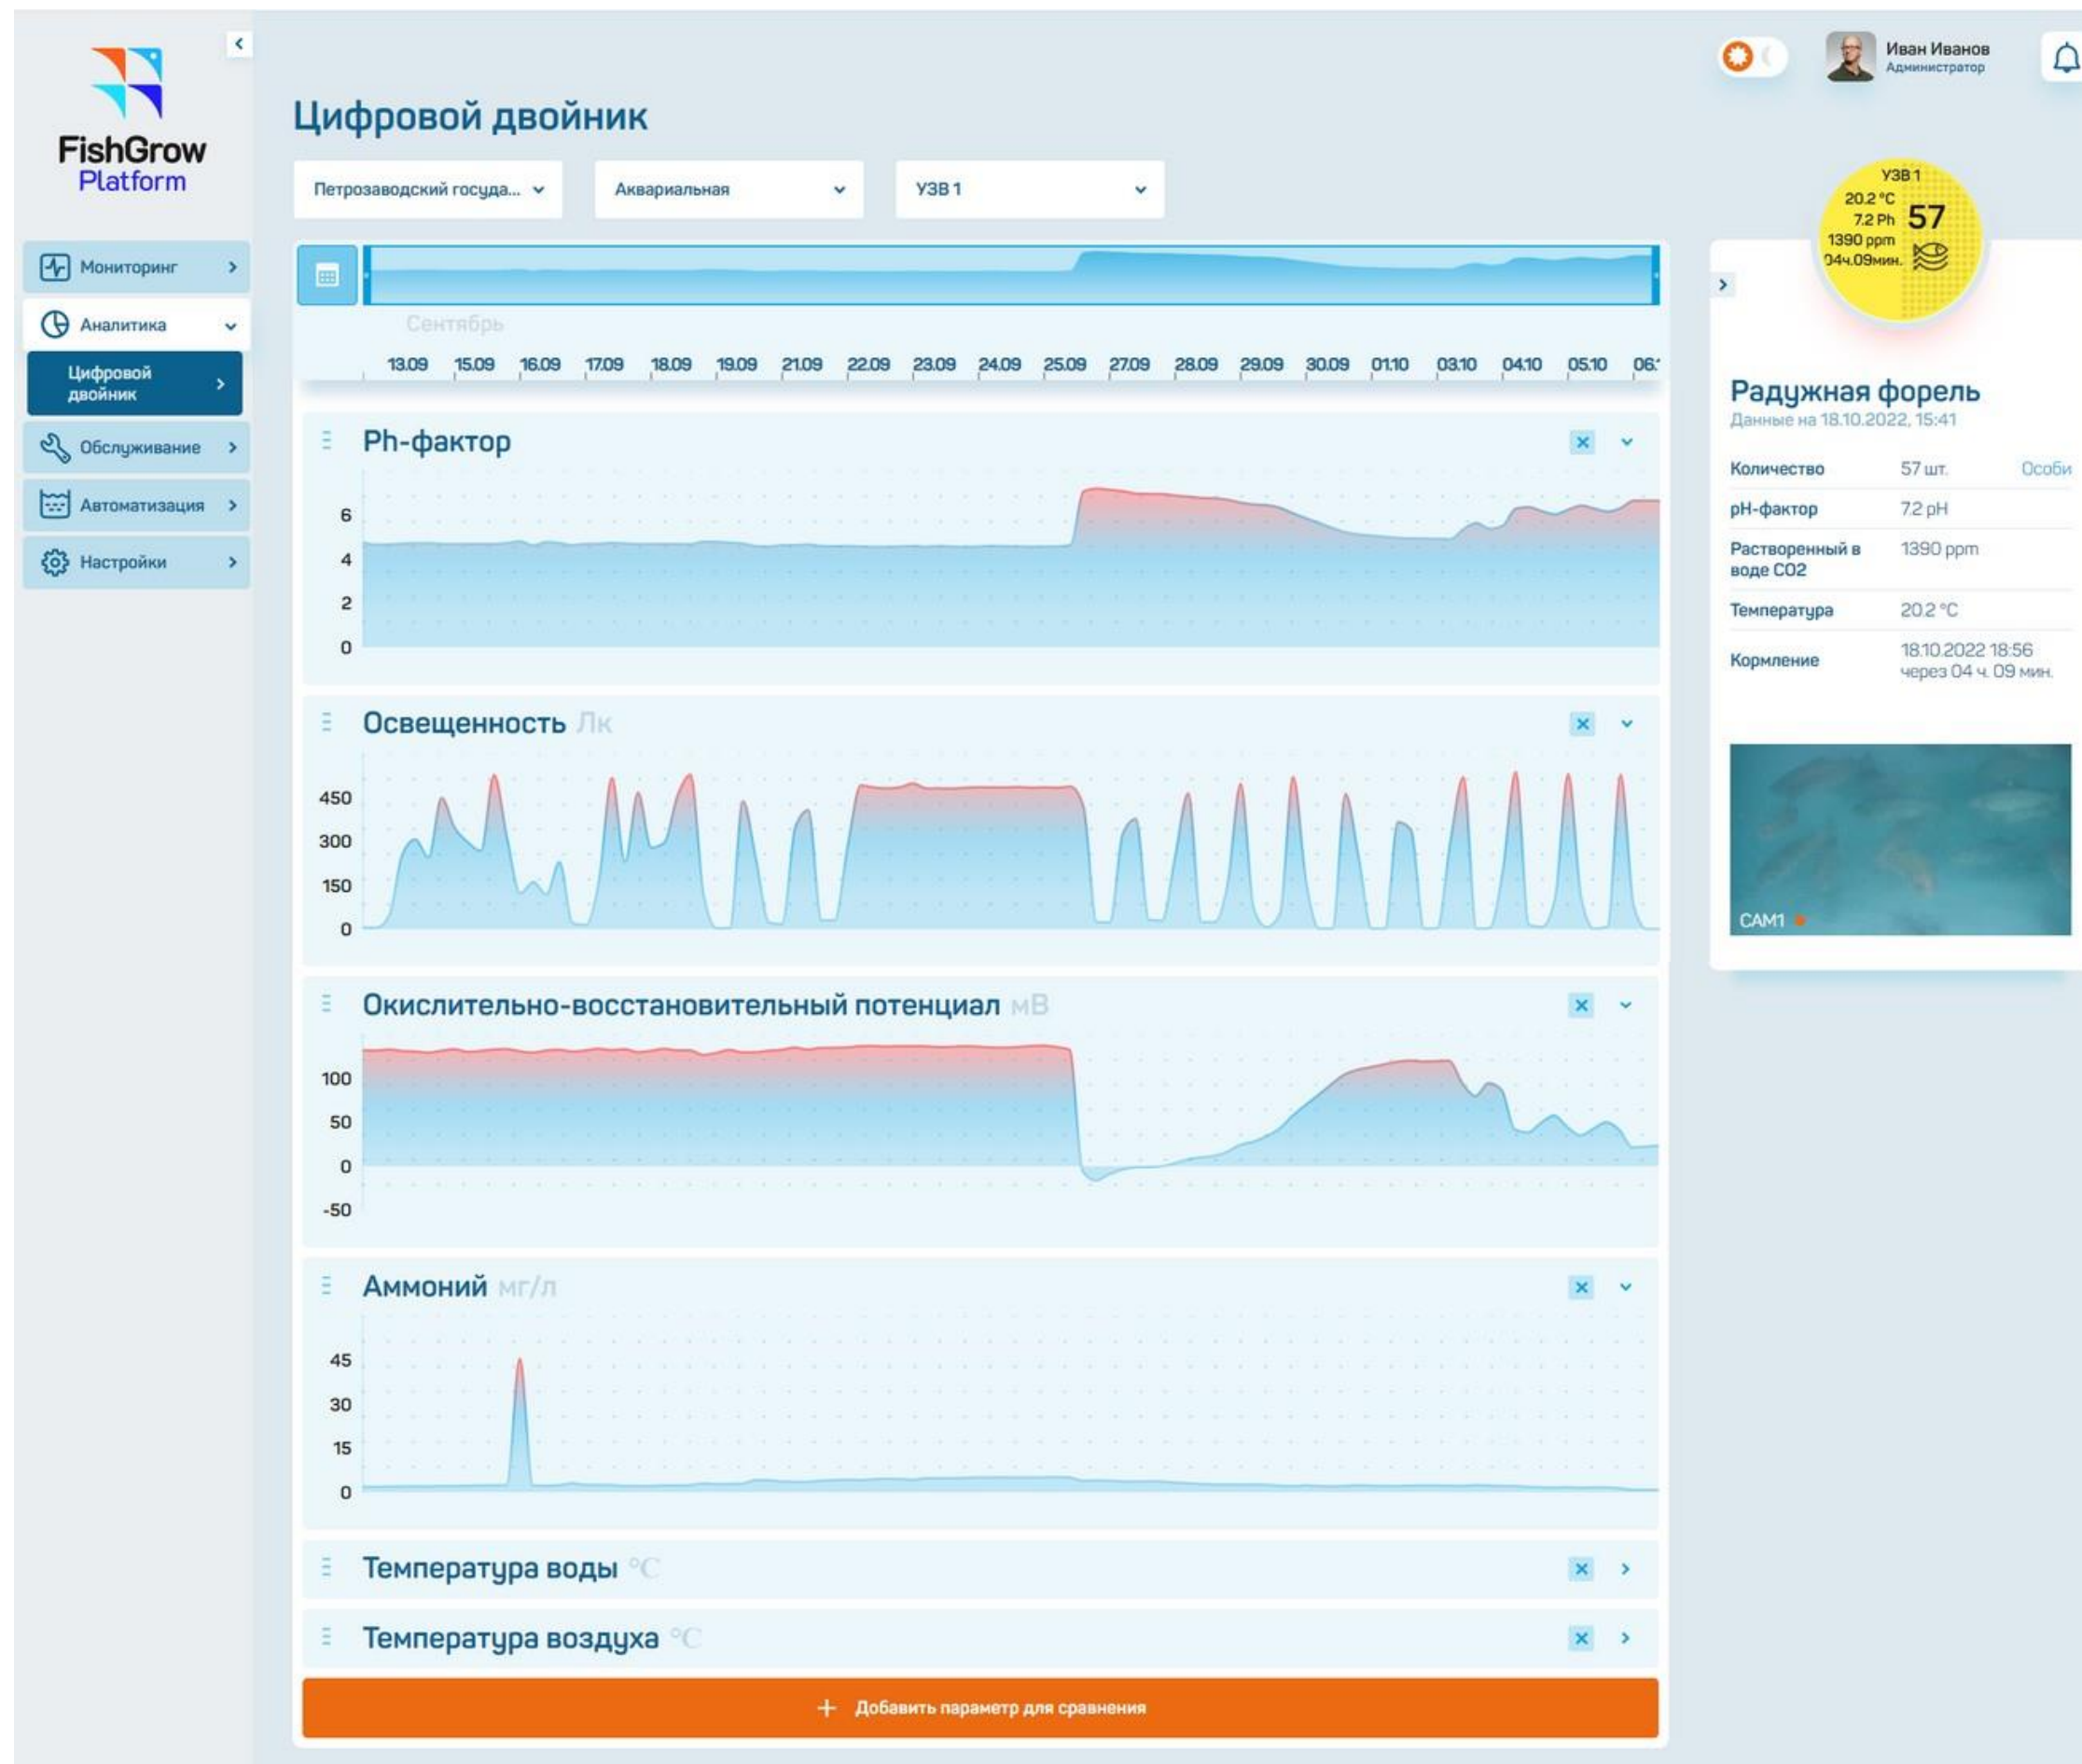 FishGrow
Platform
Мониторинг
Аналитика
Цифровой
двойник
Обслуживание
Автоматизация
Настройки
Иван Иванов
Администратор
Цифровой двойник
Петрозаводский госуда...
Аквариальная
УЗВ 1
Сентябрь
13.09 15.09 16.09 17.09 18.09 19.09 21.09 22.09 23.09 24.09 25.09 27.09 28.09 29.09 30.09 01.10 03.10 04.10 05.10 06.
Ph-фактор
6
4
2
0
Освещенность Лк
450
300
150
0
Окислительно-восстановительный потенциал мВ
100
50
0
-50
Аммоний мг/л
45
30
15
0
Температура воды °C
Температура воздуха °C
+ Добавить параметр для сравнения
УЗВ 1
20.2 °C
7.2 Ph
57
1390 ppm
04ч.09мин.
Радужная форель
Данные на 18.10.2022, 15:41
Количество 57 шт. Особи
pH-фактор 7.2 pH
Растворенный в 1390 ppm
воде CO2
Температура 20.2 °C
Кормление 18.10.2022 18:56
через 04 ч. 09 мин.
CAM1